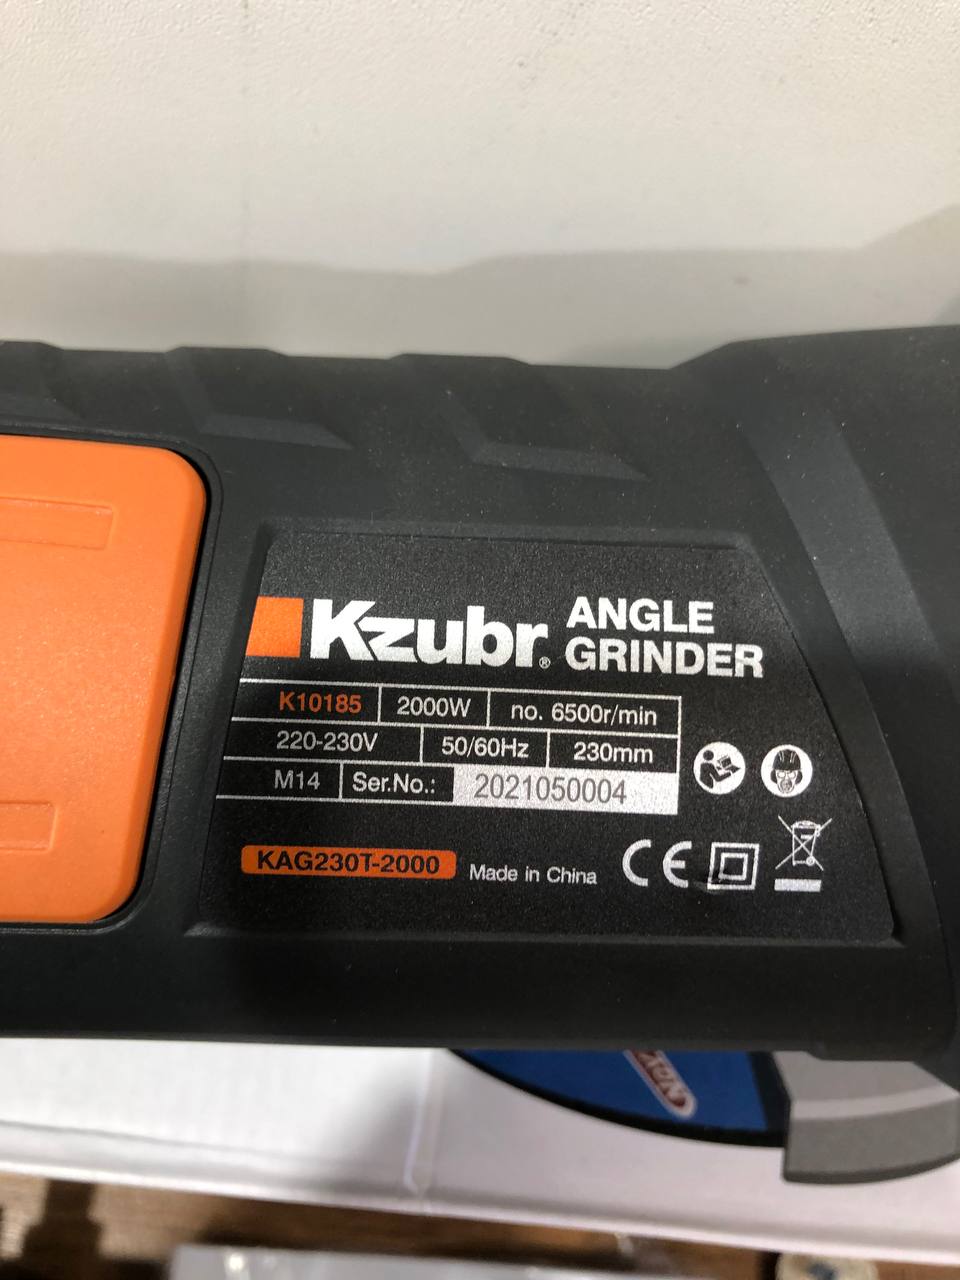 Kzubr® ANGLE
GRINDER
K10185 2000W no. 6500r/min
220-230V 50/60Hz 230mm
M14 Ser.No.: 2021050004
KAG230T-2000 Made in China CE